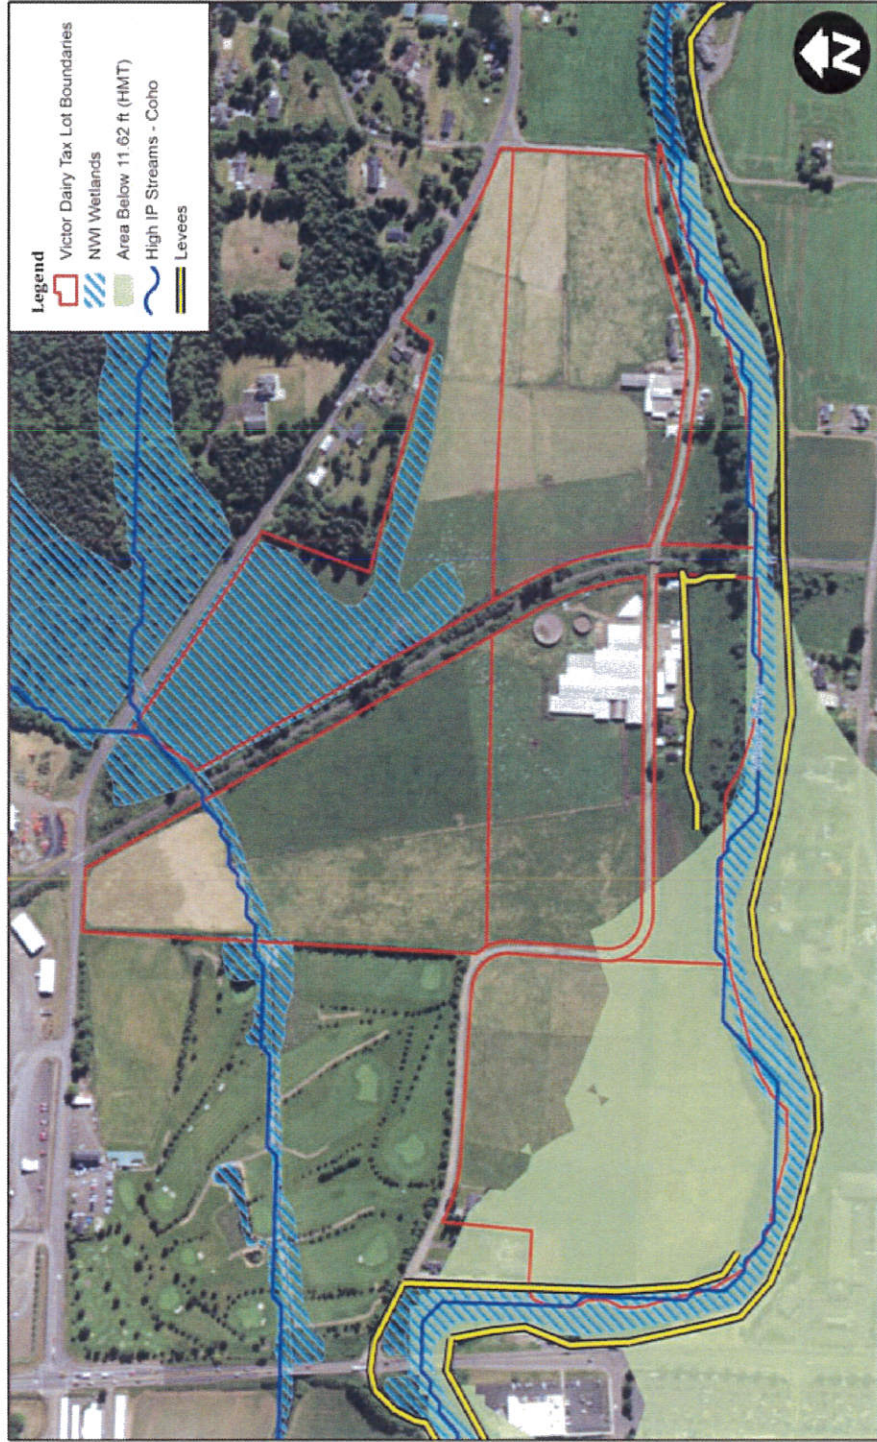 Legend
Victor Dairy Tax Lot Boundaries
NWI Wetlands
Area Below 11.62 ft (HMT)
High IP Streams - Coho
Levees
N